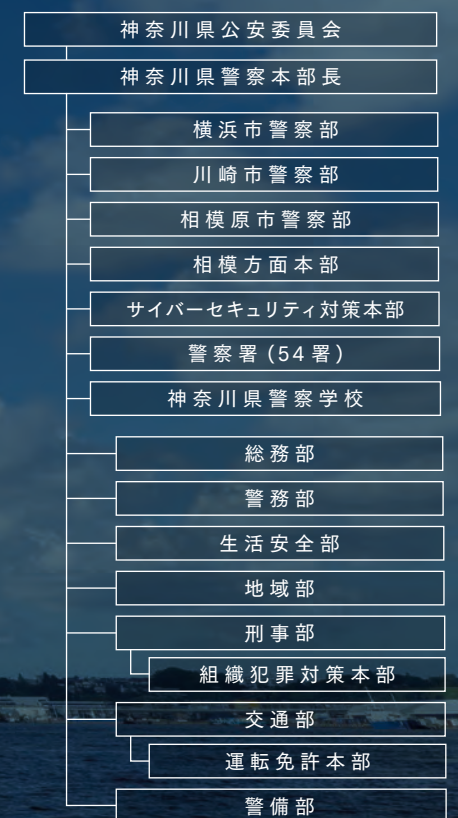 神奈川県公安委員会
神奈川県警察本部長
横浜市警察部
川崎市警察部
相模原市警察部
相模方面本部
サイバーセキュリティ対策本部
警察署(54署)
神奈川県警察学校
総務部
警務部
生活安全部
地域部
刑事部
組織犯罪対策本部
交通部
運転免許本部
警備部